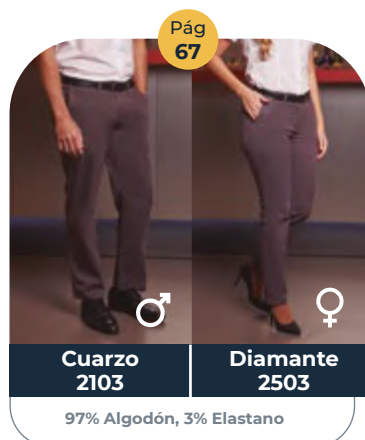 Pág
67
Cuarzo
2103
Diamante
2503
97% Algodón, 3% Elastano